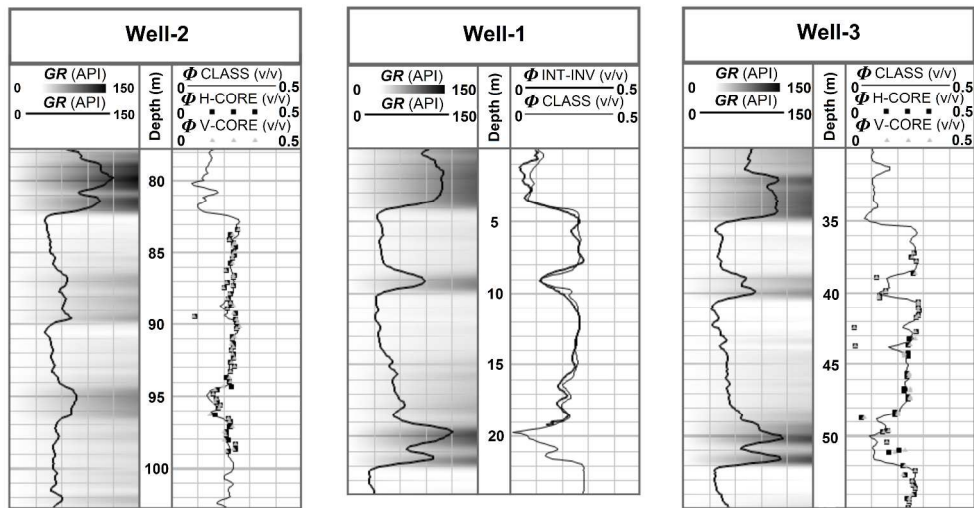 Well-2
GR (API)
0 150
GR (API)
0 150
Depth (m)
Φ CLASS (v/v)
0 0.5
Φ H-CORE (v/v)
0 0.5
Φ V-CORE (v/v)
0 0.5
80
85
90
95
100
Well-1
GR (API)
0 150
GR (API)
0 150
Depth (m)
Φ INT-INV (v/v)
0 0.5
Φ CLASS (v/v)
0 0.5
5
10
15
20
Well-3
GR (API)
0 150
GR (API)
0 150
Depth (m)
Φ CLASS (v/v)
0 0.5
Φ H-CORE (v/v)
0 0.5
Φ V-CORE (v/v)
0 0.5
35
40
45
50